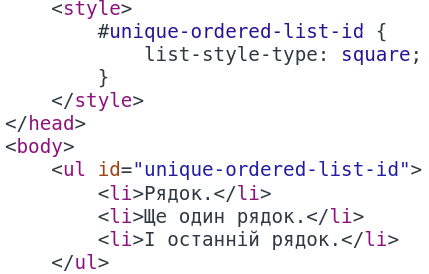 <style>
#unique-ordered-list-id {
list-style-type: square;
}
</style>
</head>
<body>
<ul id="unique-ordered-list-id">
<li>Рядок.</li>
<li>Ще один рядок.</li>
<li>І останній рядок.</li>
</ul>